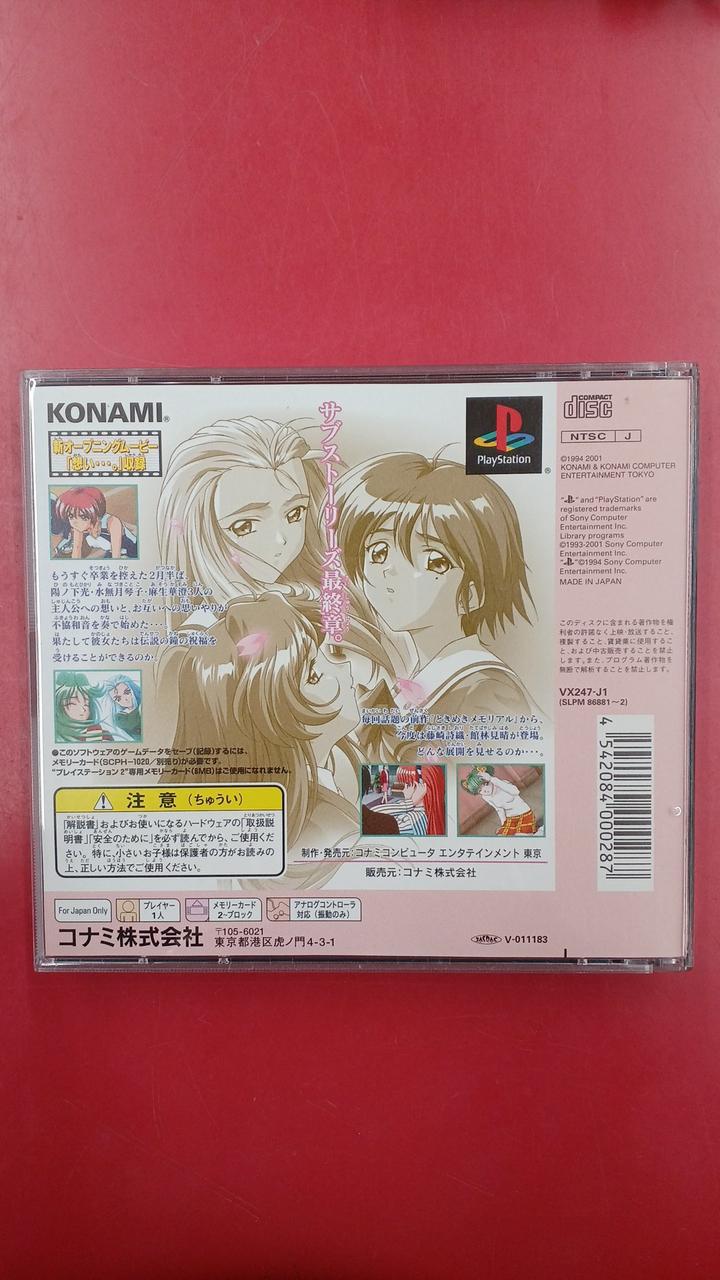 KONAMI®
新オープニングムービー
「想い・・・。」収録
もうすぐ卒業を控えた2月半ば、
陽ノ下光・水無月琴子・麻生華澄3人の
主人公への想いと、お互いへの思いやりが
不協和音を奏で始めた・・・。
果たして彼女たちは伝説の鐘の祝福を
受けることができるのか。
サブストーリーズ最終章。
PlayStation®
毎回話題の前作「ときめきメモリアル」から、
今度は藤崎詩織・館林見晴が登場。
どんな展開を見せるのか・・・。
●このソフトウェアのゲームデータをセーブ(記録)するには、
メモリーカード(SCPH-1020/別売り)が必要です。
"プレイステーション 2"専用メモリーカード(8MB)はご使用になれません。
注意(ちゅうい)
「解説書」およびお使いになるハードウェアの「取扱説
明書」「安全のために」を必ず読んでから、ご使用くだ
さい。特に、小さいお子様は保護者の方がお読みの
上、正しい方法でご使用ください。
制作・発売元:コナミコンピュータ エンタテインメント 東京
販売元:コナミ株式会社
For Japan Only
プレイヤー
1人
メモリーカード
2~ブロック
アナログコントローラ
対応(振動のみ)
コナミ株式会社
〒105-6021
東京都港区虎ノ門4-3-1
V-011183
COMPACT
disc
NTSC J
©1994 2001
KONAMI & KONAMI COMPUTER
ENTERTAINMENT TOKYO
" " and "PlayStation" are
registered trademarks
of Sony Computer
Entertainment Inc.
Library programs
©1993-2001 Sony Computer
Entertainment Inc.
" "©1994 Sony Computer
Entertainment Inc.
MADE IN JAPAN
このディスクに含まれる著作物を権
利者の許諾なく上映・放送すること、
複製すること、賃貸業に使用するこ
と、および中古販売することを禁止
します。また、プログラム著作物を
無断で解析することを禁止します。
VX247-J1
(SLPM 86881~2)
4 542084 000287